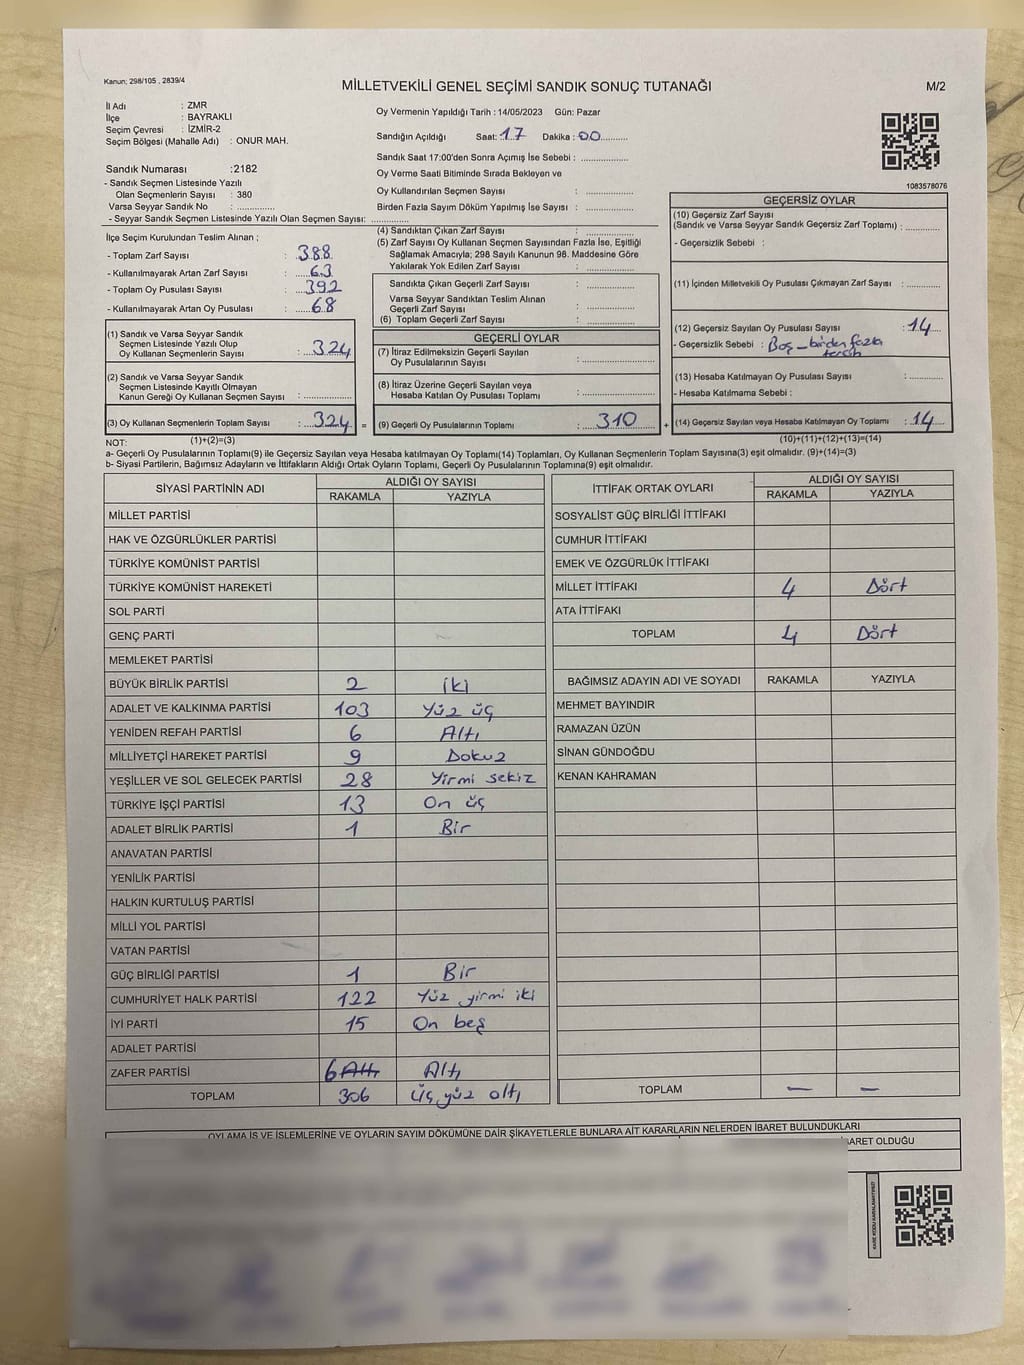 Kanun; 298/105 , 2839/4
MİLLETVEKİLİ GENEL SEÇİMİ SANDIK SONUÇ TUTANAĞI
M/2
İl Adı : ZMR
İlçe : BAYRAKLI
Seçim Çevresi : İZMİR-2
Seçim Bölgesi (Mahalle Adı) : ONUR MAH.
Sandık Numarası :2182
- Sandık Seçmen Listesinde Yazılı
Olan Seçmenlerin Sayısı : 380
Varsa Seyyar Sandık No : ..............
- Seyyar Sandık Seçmen Listesinde Yazılı Olan Seçmen Sayısı: ..............
Oy Vermenin Yapıldığı Tarih : 14/05/2023 Gün: Pazar
Sandığın Açıldığı Saat: 17 Dakika : 00
Sandık Saat 17:00'den Sonra Açımış İse Sebebi : ..............
Oy Verme Saati Bitiminde Sırada Bekleyen ve
Oy Kullandırılan Seçmen Sayısı : ..............
Birden Fazla Sayım Döküm Yapılmış İse Sayısı : ..............
1083578076
İlçe Seçim Kurulundan Teslim Alınan ;
- Toplam Zarf Sayısı : 388
- Kullanılmayarak Artan Zarf Sayısı : 63
- Toplam Oy Pusulası Sayısı : 392
- Kullanılmayarak Artan Oy Pusulası : 68
(1) Sandık ve Varsa Seyyar Sandık
Seçmen Listesinde Yazılı Olup
Oy Kullanan Seçmenlerin Sayısı : 324
(2) Sandık ve Varsa Seyyar Sandık
Seçmen Listesinde Kayıtlı Olmayan
Kanun Gereği Oy Kullanan Seçmen Sayısı : ..............
(3) Oy Kullanan Seçmenlerin Toplam Sayısı : 324 =
(1)+(2)=(3)
(4) Sandıktan Çıkan Zarf Sayısı : ..............
(5) Zarf Sayısı Oy Kullanan Seçmen Sayısından Fazla İse, Eşitliği
Sağlamak Amacıyla; 298 Sayılı Kanunun 98. Maddesine Göre
Yakılarak Yok Edilen Zarf Sayısı : ..............
Sandıkta Çıkan Geçerli Zarf Sayısı : ..............
Varsa Seyyar Sandıktan Teslim Alınan
Geçerli Zarf Sayısı : ..............
(6) Toplam Geçerli Zarf Sayısı : ..............
GEÇERLİ OYLAR
(7) İtiraz Edilmeksizin Geçerli Sayılan
Oy Pusulalarının Sayısı : ..............
(8) İtiraz Üzerine Geçerli Sayılan veya
Hesaba Katılan Oy Pusulası Toplamı : ..............
(9) Geçerli Oy Pusulalarının Toplamı : 310 +
GEÇERSİZ OYLAR
(10) Geçersiz Zarf Sayısı
(Sandık ve Varsa Seyyar Sandık Geçersiz Zarf Toplamı) : ..............
- Geçersizlik Sebebi :
(11) İçinden Milletvekili Oy Pusulası Çıkmayan Zarf Sayısı : ..............
(12) Geçersiz Sayılan Oy Pusulası Sayısı : 14
- Geçersizlik Sebebi : Boş - birden fazla
tercih
(13) Hesaba Katılmayan Oy Pusulası Sayısı : ..............
- Hesaba Katılmama Sebebi :
(14) Geçersiz Sayılan veya Hesaba Katılmayan Oy Toplamı : 14
(10)+(11)+(12)+(13)=(14)
NOT:
a- Geçerli Oy Pusulalarının Toplamı(9) ile Geçersiz Sayılan veya Hesaba katılmayan Oy Toplamı(14) Toplamları, Oy Kullanan Seçmenlerin Toplam Sayısına(3) eşit olmalıdır. (9)+(14)=(3)
b- Siyasi Partilerin, Bağımsız Adayların ve İttifakların Aldığı Ortak Oyların Toplamı, Geçerli Oy Pusulalarının Toplamına(9) eşit olmalıdır.
SİYASİ PARTİNİN ADI ALDIĞI OY SAYISI
RAKAMLA YAZIYLA
MİLLET PARTİSİ
HAK VE ÖZGÜRLÜKLER PARTİSİ
TÜRKİYE KOMÜNİST PARTİSİ
TÜRKİYE KOMÜNİST HAREKETİ
SOL PARTİ
GENÇ PARTİ
MEMLEKET PARTİSİ
BÜYÜK BİRLİK PARTİSİ 2 iki
ADALET VE KALKINMA PARTİSİ 103 Yüz üç
YENİDEN REFAH PARTİSİ 6 Altı
MİLLİYETÇİ HAREKET PARTİSİ 9 Dokuz
YEŞİLLER VE SOL GELECEK PARTİSİ 28 Yirmi sekiz
TÜRKİYE İŞÇİ PARTİSİ 13 On üç
ADALET BİRLİK PARTİSİ 1 Bir
ANAVATAN PARTİSİ
YENİLİK PARTİSİ
HALKIN KURTULUŞ PARTİSİ
MİLLİ YOL PARTİSİ
VATAN PARTİSİ
GÜÇ BİRLİĞİ PARTİSİ 1 Bir
CUMHURİYET HALK PARTİSİ 122 Yüz yirmi iki
İYİ PARTİ 15 On beş
ADALET PARTİSİ
ZAFER PARTİSİ 6 Altı Altı
TOPLAM 306 Üç yüz altı
İTTİFAK ORTAK OYLARI ALDIĞI OY SAYISI
RAKAMLA YAZIYLA
SOSYALİST GÜÇ BİRLİĞİ İTTİFAKI
CUMHUR İTTİFAKI
EMEK VE ÖZGÜRLÜK İTTİFAKI
MİLLET İTTİFAKI 4 Dört
ATA İTTİFAKI
TOPLAM 4 Dört
BAĞIMSIZ ADAYIN ADI VE SOYADI RAKAMLA YAZIYLA
MEHMET BAYINDIR
RAMAZAN ÜZÜN
SİNAN GÜNDOĞDU
KENAN KAHRAMAN
TOPLAM — —
OYLAMA İŞ VE İŞLEMLERİNE VE OYLARIN SAYIM DÖKÜMÜNE DAİR ŞİKAYETLERLE BUNLARA AİT KARARLARIN NELERDEN İBARET BULUNDUKLARI
BARET OLDUĞU